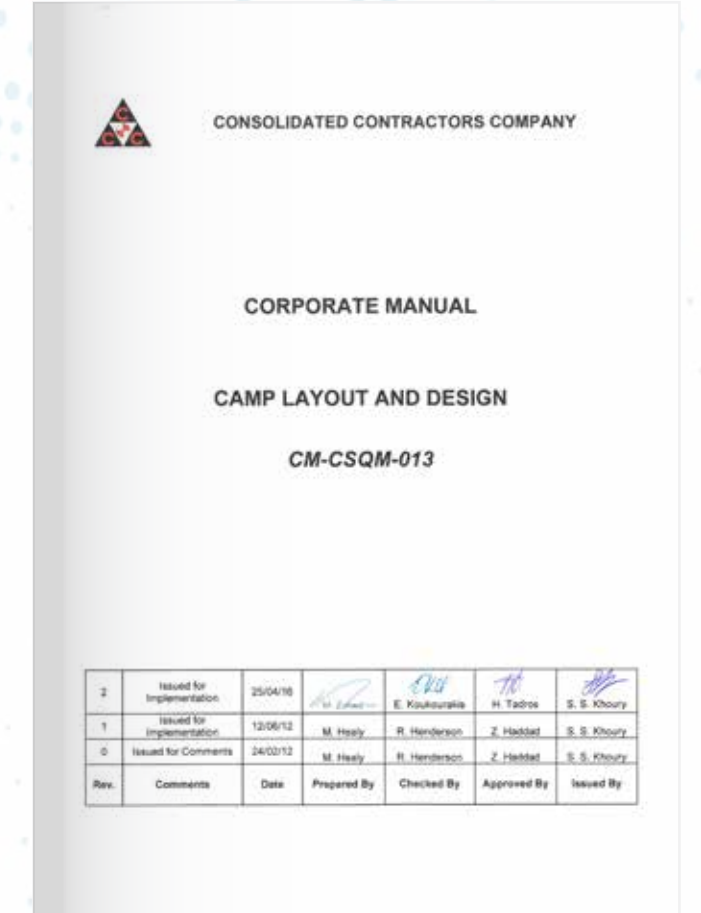 C
C C
CONSOLIDATED CONTRACTORS COMPANY
CORPORATE MANUAL
CAMP LAYOUT AND DESIGN
CM-CSQM-013
2 Issued for Implementation 25/04/16 E. Koukourakis H. Tadros S. S. Khoury
1 Issued for Implementation 12/06/12 M. Healy R. Henderson Z. Haddad S. S. Khoury
0 Issued for Comments 24/02/12 M. Healy R. Henderson Z. Haddad S. S. Khoury
Rev. Comments Date Prepared By Checked By Approved By Issued By